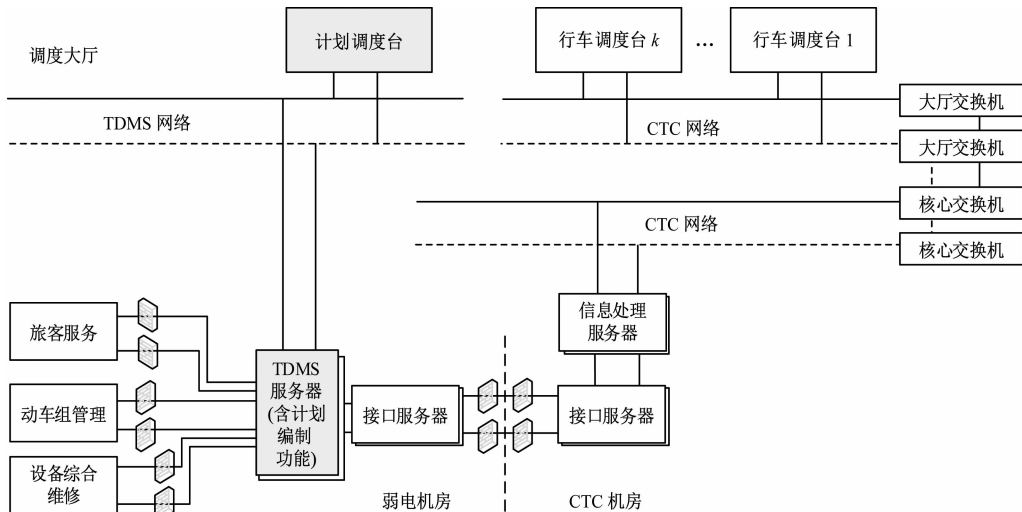 调度大厅
计划调度台
行车调度台 k
...
行车调度台 1
TDMS 网络
CTC 网络
大厅交换机
大厅交换机
核心交换机
核心交换机
CTC 网络
旅客服务
动车组管理
设备综合
维修
TDMS
服务器
(含计划
编制
功能)
接口服务器
信息处理
服务器
接口服务器
弱电机房
CTC 机房